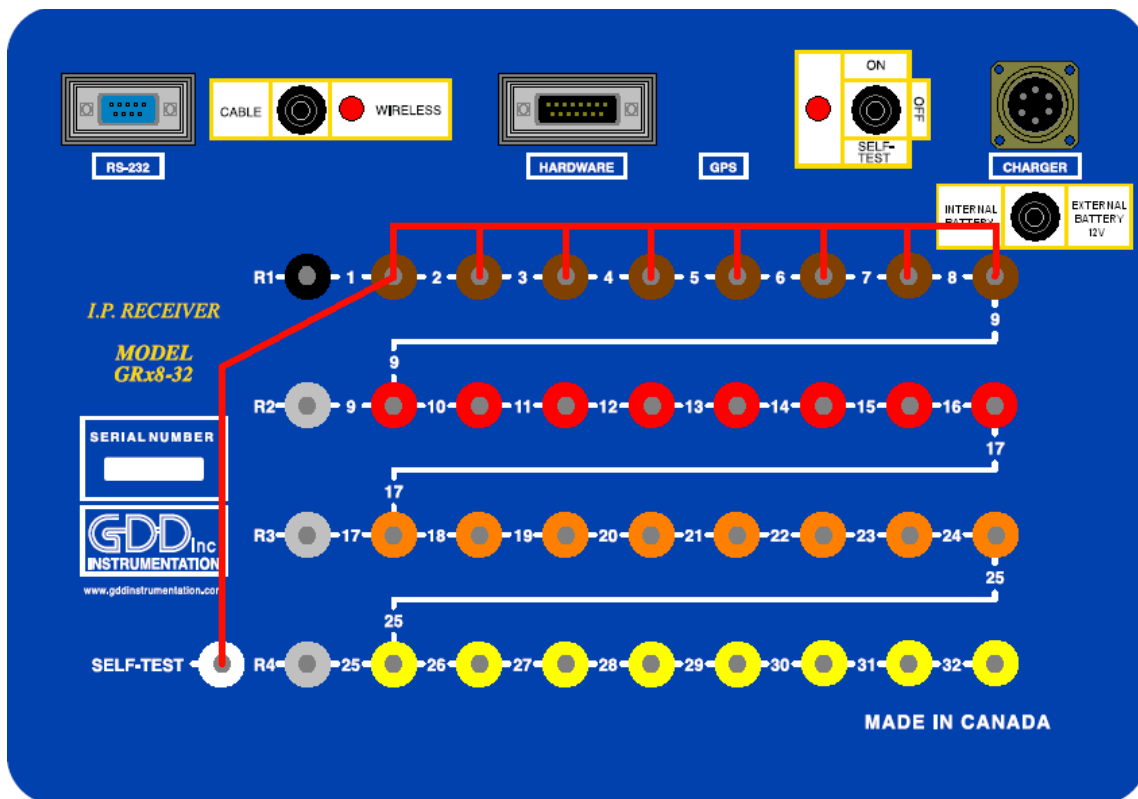 ON
OFF
CABLE
WIRELESS
SELF-
TEST
RS-232
HARDWARE
GPS
CHARGER
INTERNAL
BATTERY
EXTERNAL
BATTERY
12V
R1 1 2 3 4 5 6 7 8
9
I.P. RECEIVER
MODEL
GRx8-32
9
R2 9 10 11 12 13 14 15 16
SERIAL NUMBER
17
17
GDD Inc
INSTRUMENTATION
R3 17 18 19 20 21 22 23 24
25
www.gddinstrumentation.com
25
SELF-TEST R4 25 26 27 28 29 30 31 32
MADE IN CANADA